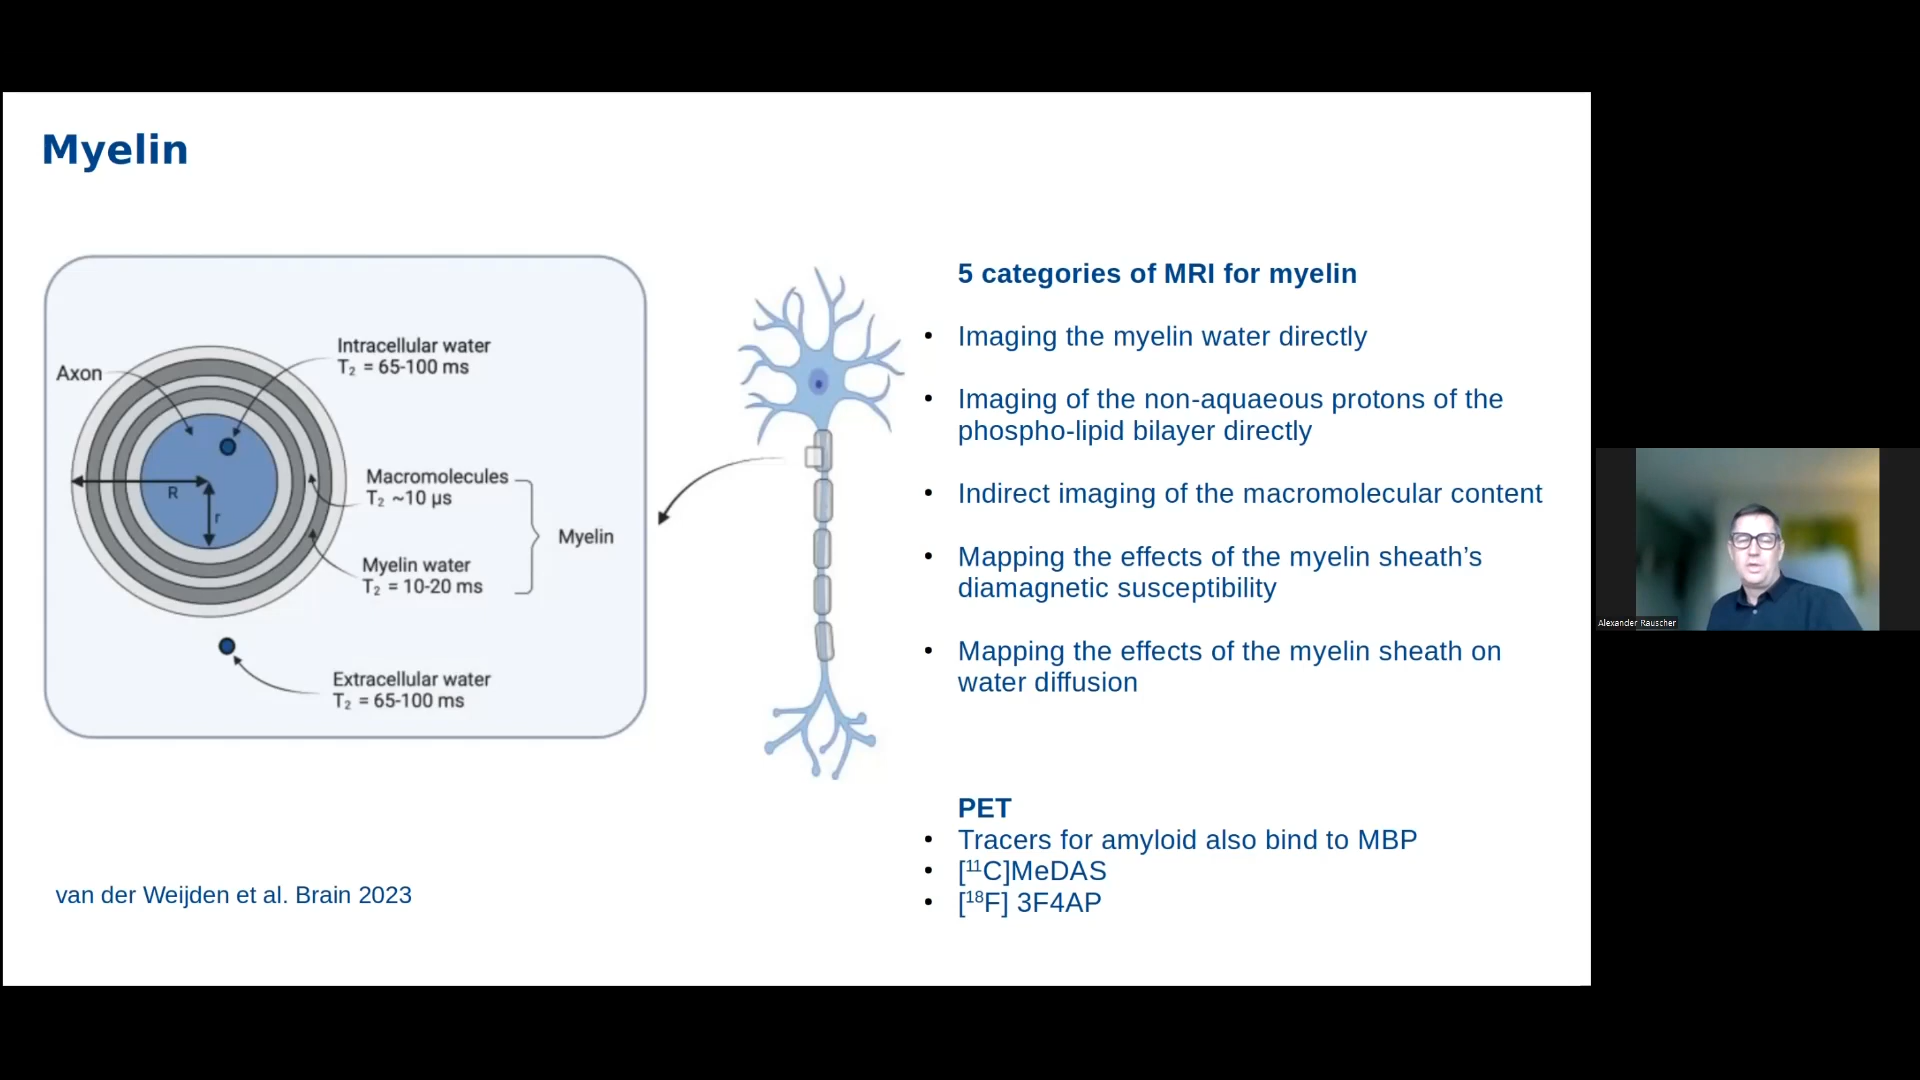 Myelin
Axon
Intracellular water
T₂ = 65-100 ms
R
r
Macromolecules
T₂ ~10 µs
Myelin water
T₂ = 10-20 ms
Myelin
Extracellular water
T₂ = 65-100 ms
van der Weijden et al. Brain 2023
5 categories of MRI for myelin
• Imaging the myelin water directly
• Imaging of the non-aquaeous protons of the
phospho-lipid bilayer directly
• Indirect imaging of the macromolecular content
• Mapping the effects of the myelin sheath’s
diamagnetic susceptibility
• Mapping the effects of the myelin sheath on
water diffusion
PET
• Tracers for amyloid also bind to MBP
• [¹¹C]MeDAS
• [¹⁸F] 3F4AP
Alexander Rauscher